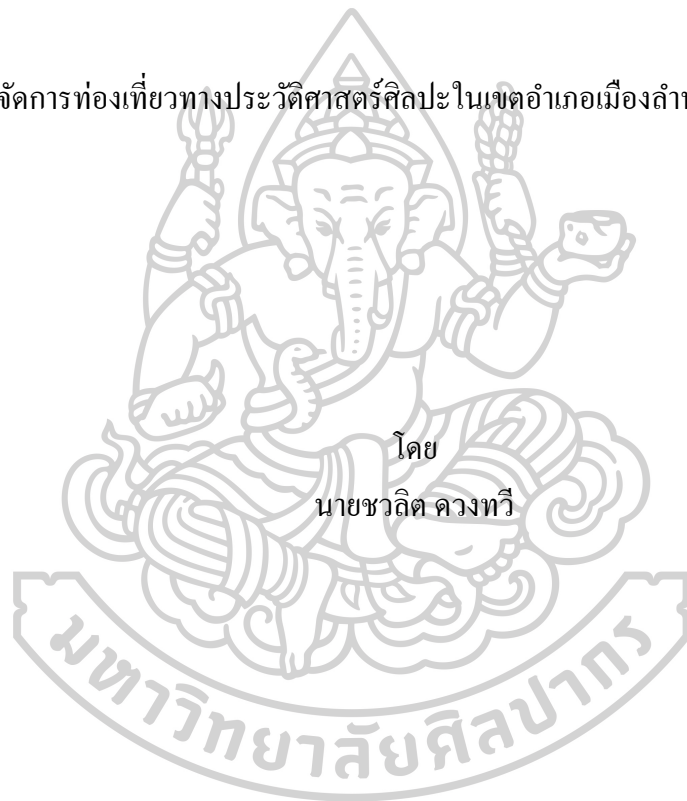 จัดการท่องเที่ยวทางประวัติศาสตร์ศิลปะในเขตอำเภอเมืองลำ
โดย
นายชวลิต ดวงทวี
มหาวิทยาลัยศิลปากร